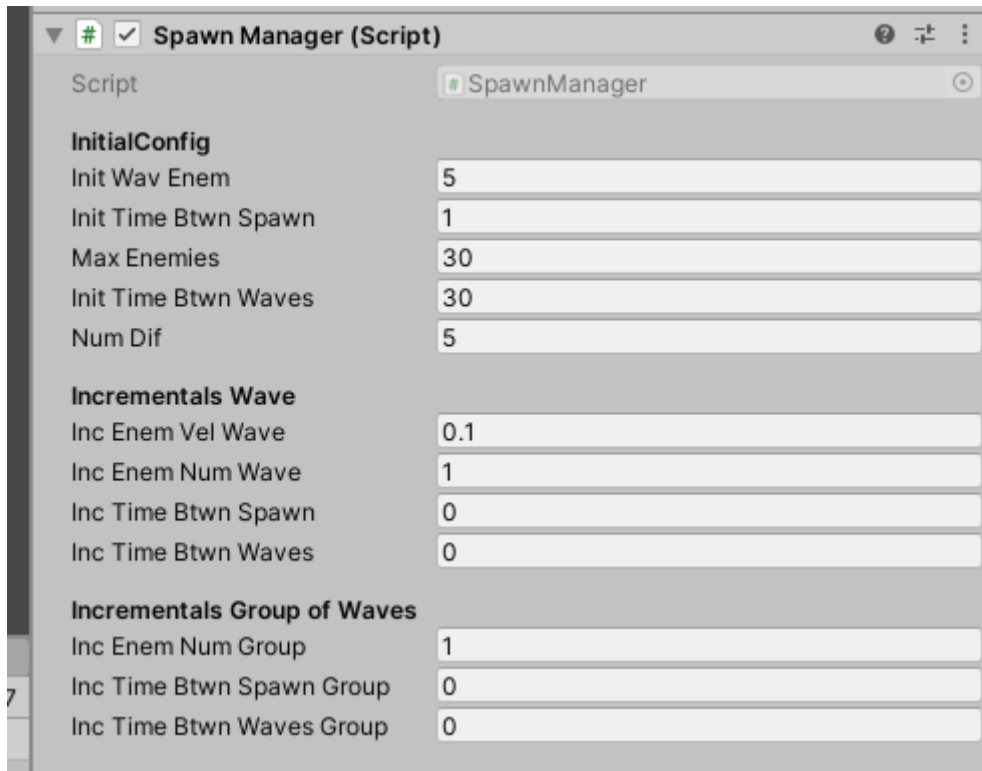 # Spawn Manager (Script)
Script # SpawnManager
InitialConfig
Init Wav Enem 5
Init Time Btwn Spawn 1
Max Enemies 30
Init Time Btwn Waves 30
Num Dif 5
Incrementals Wave
Inc Enem Vel Wave 0.1
Inc Enem Num Wave 1
Inc Time Btwn Spawn 0
Inc Time Btwn Waves 0
Incrementals Group of Waves
Inc Enem Num Group 1
7
Inc Time Btwn Spawn Group 0
Inc Time Btwn Waves Group 0